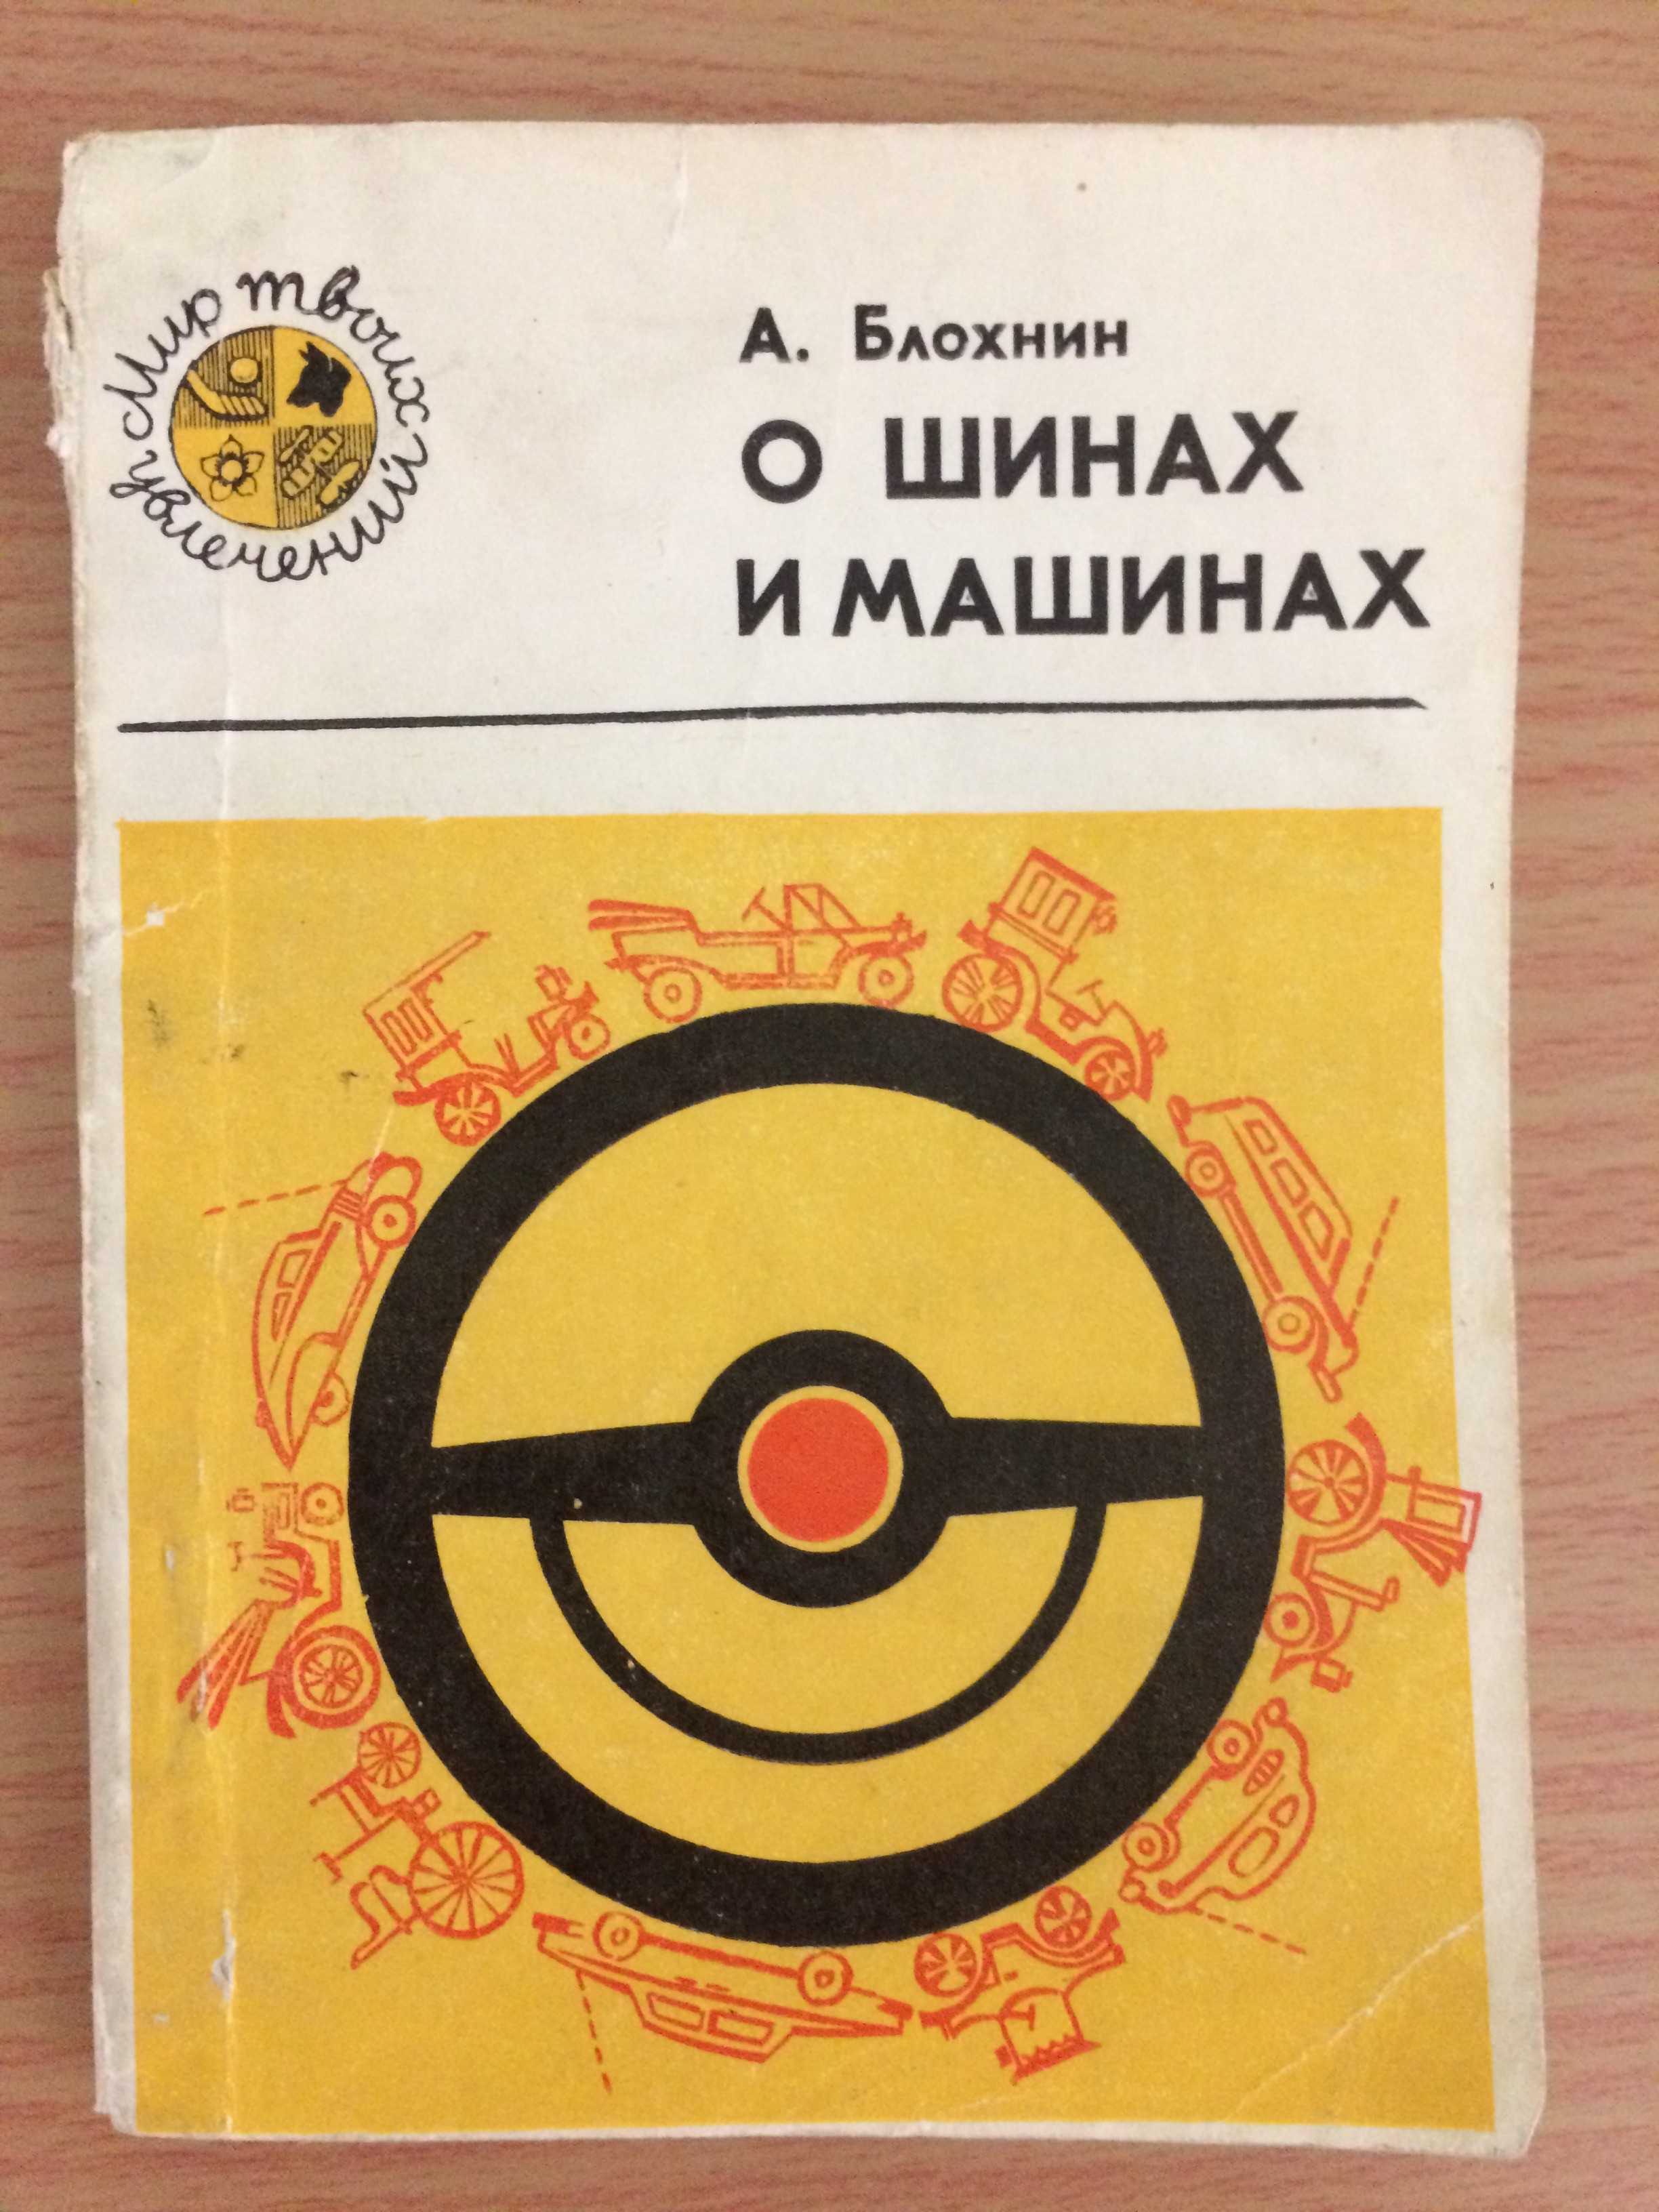 Мир твоих увлечений
А. Блохнин
О ШИНАХ
И МАШИНАХ